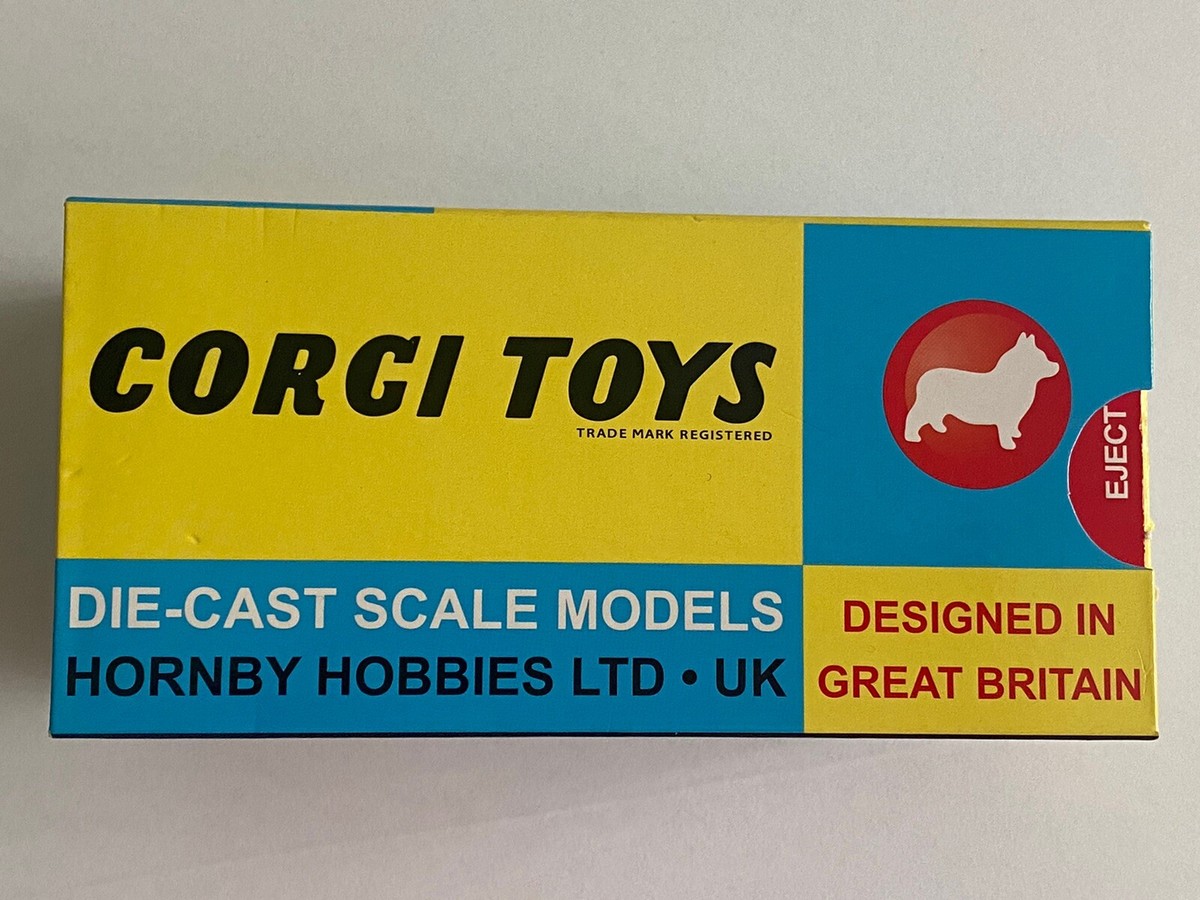 CORGI TOYS
TRADE MARK REGISTERED
EJECT
DIE-CAST SCALE MODELS
HORNBY HOBBIES LTD • UK
DESIGNED IN
GREAT BRITAIN